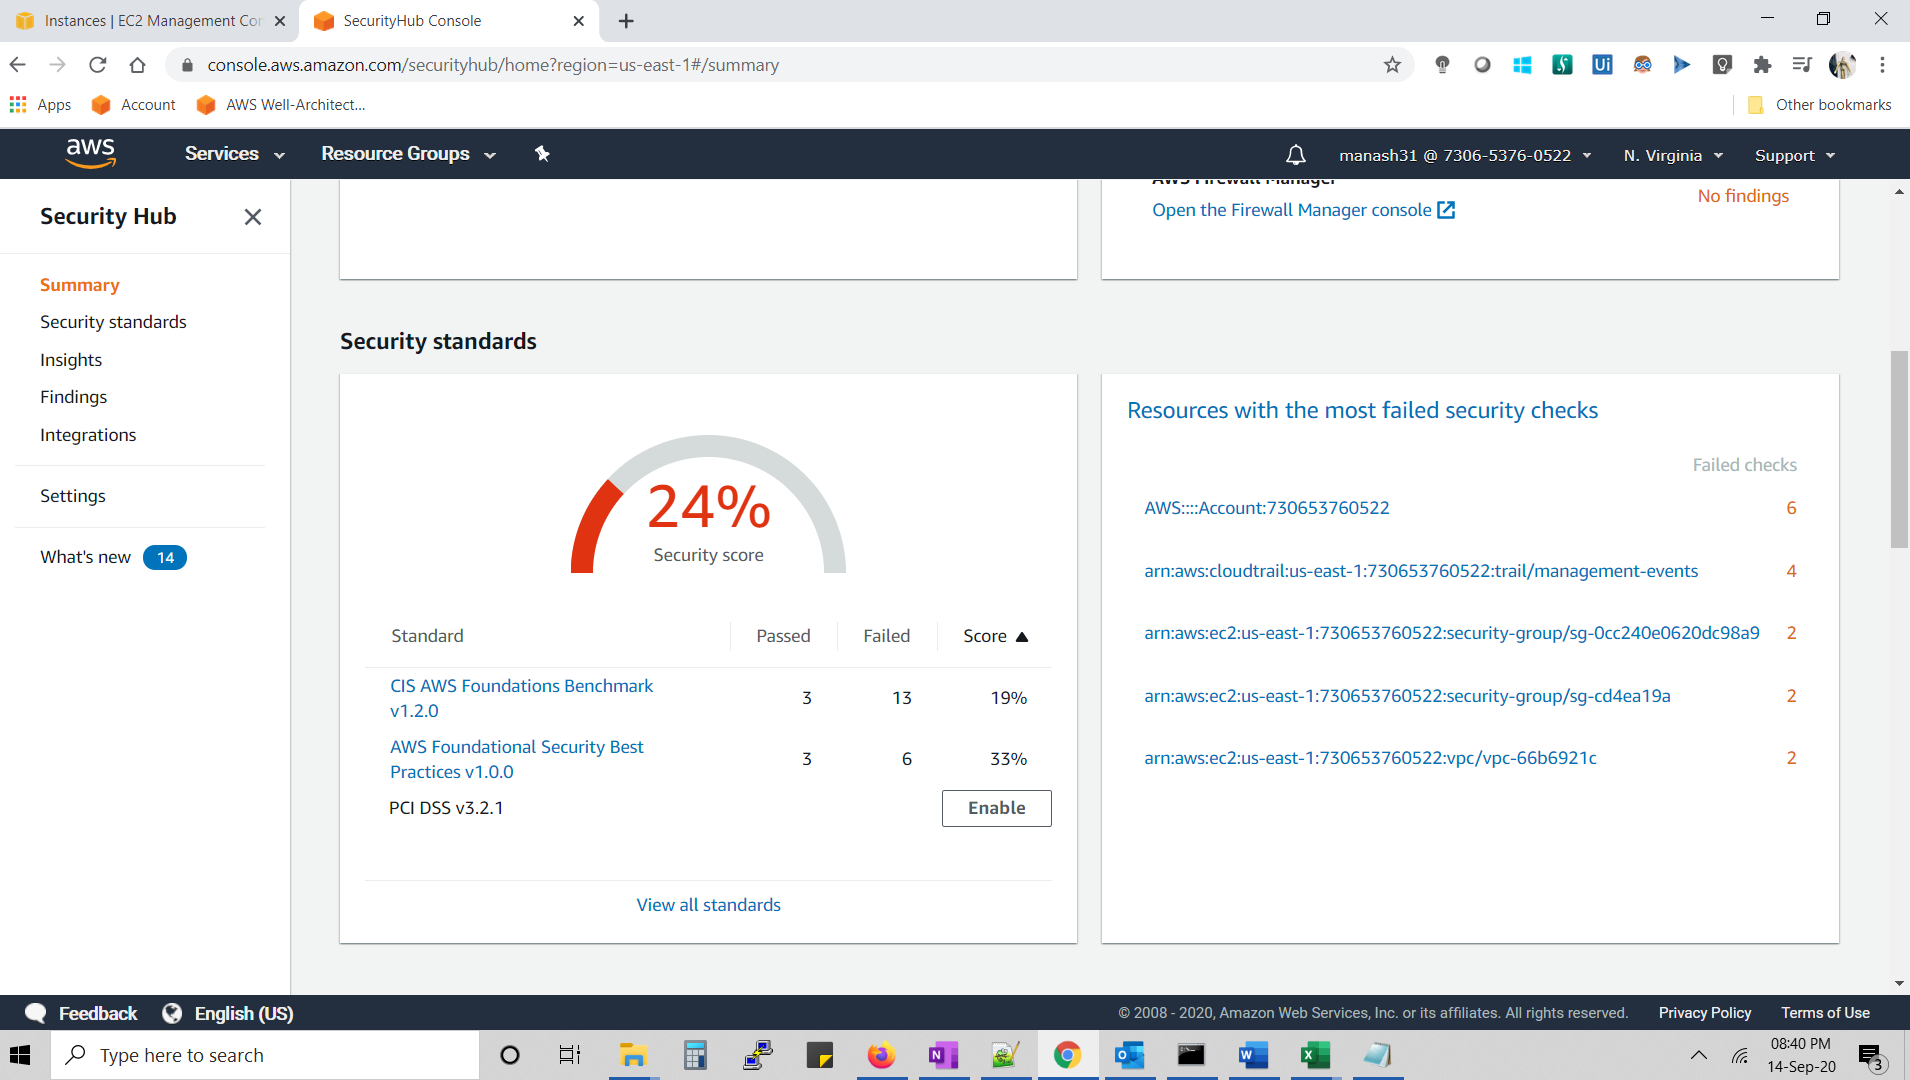 Instances | EC2 Management Con
SecurityHub Console
console.aws.amazon.com/securityhub/home?region=us-east-1#/summary
Apps
Account
AWS Well-Architect...
Other bookmarks
aws
Services
Resource Groups
manash31 @ 7306-5376-0522
N. Virginia
Support
Security Hub
Summary
Security standards
Insights
Findings
Integrations
Settings
What's new 14
AWS Firewall Manager
Open the Firewall Manager console
No findings
Security standards
24%
Security score
Standard Passed Failed Score
CIS AWS Foundations Benchmark
v1.2.0
3 13 19%
AWS Foundational Security Best
Practices v1.0.0
3 6 33%
PCI DSS v3.2.1 Enable
View all standards
Resources with the most failed security checks
Failed checks
AWS::::Account:730653760522 6
arn:aws:cloudtrail:us-east-1:730653760522:trail/management-events 4
arn:aws:ec2:us-east-1:730653760522:security-group/sg-0cc240e0620dc98a9 2
arn:aws:ec2:us-east-1:730653760522:security-group/sg-cd4ea19a 2
arn:aws:ec2:us-east-1:730653760522:vpc/vpc-66b6921c 2
Feedback
English (US)
© 2008 - 2020, Amazon Web Services, Inc. or its affiliates. All rights reserved.
Privacy Policy
Terms of Use
Type here to search
08:40 PM
14-Sep-20
3